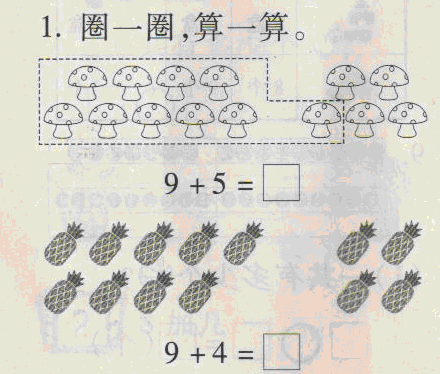 1. 圈一圈,算一算。
9 + 5 = □
9 + 4 = □